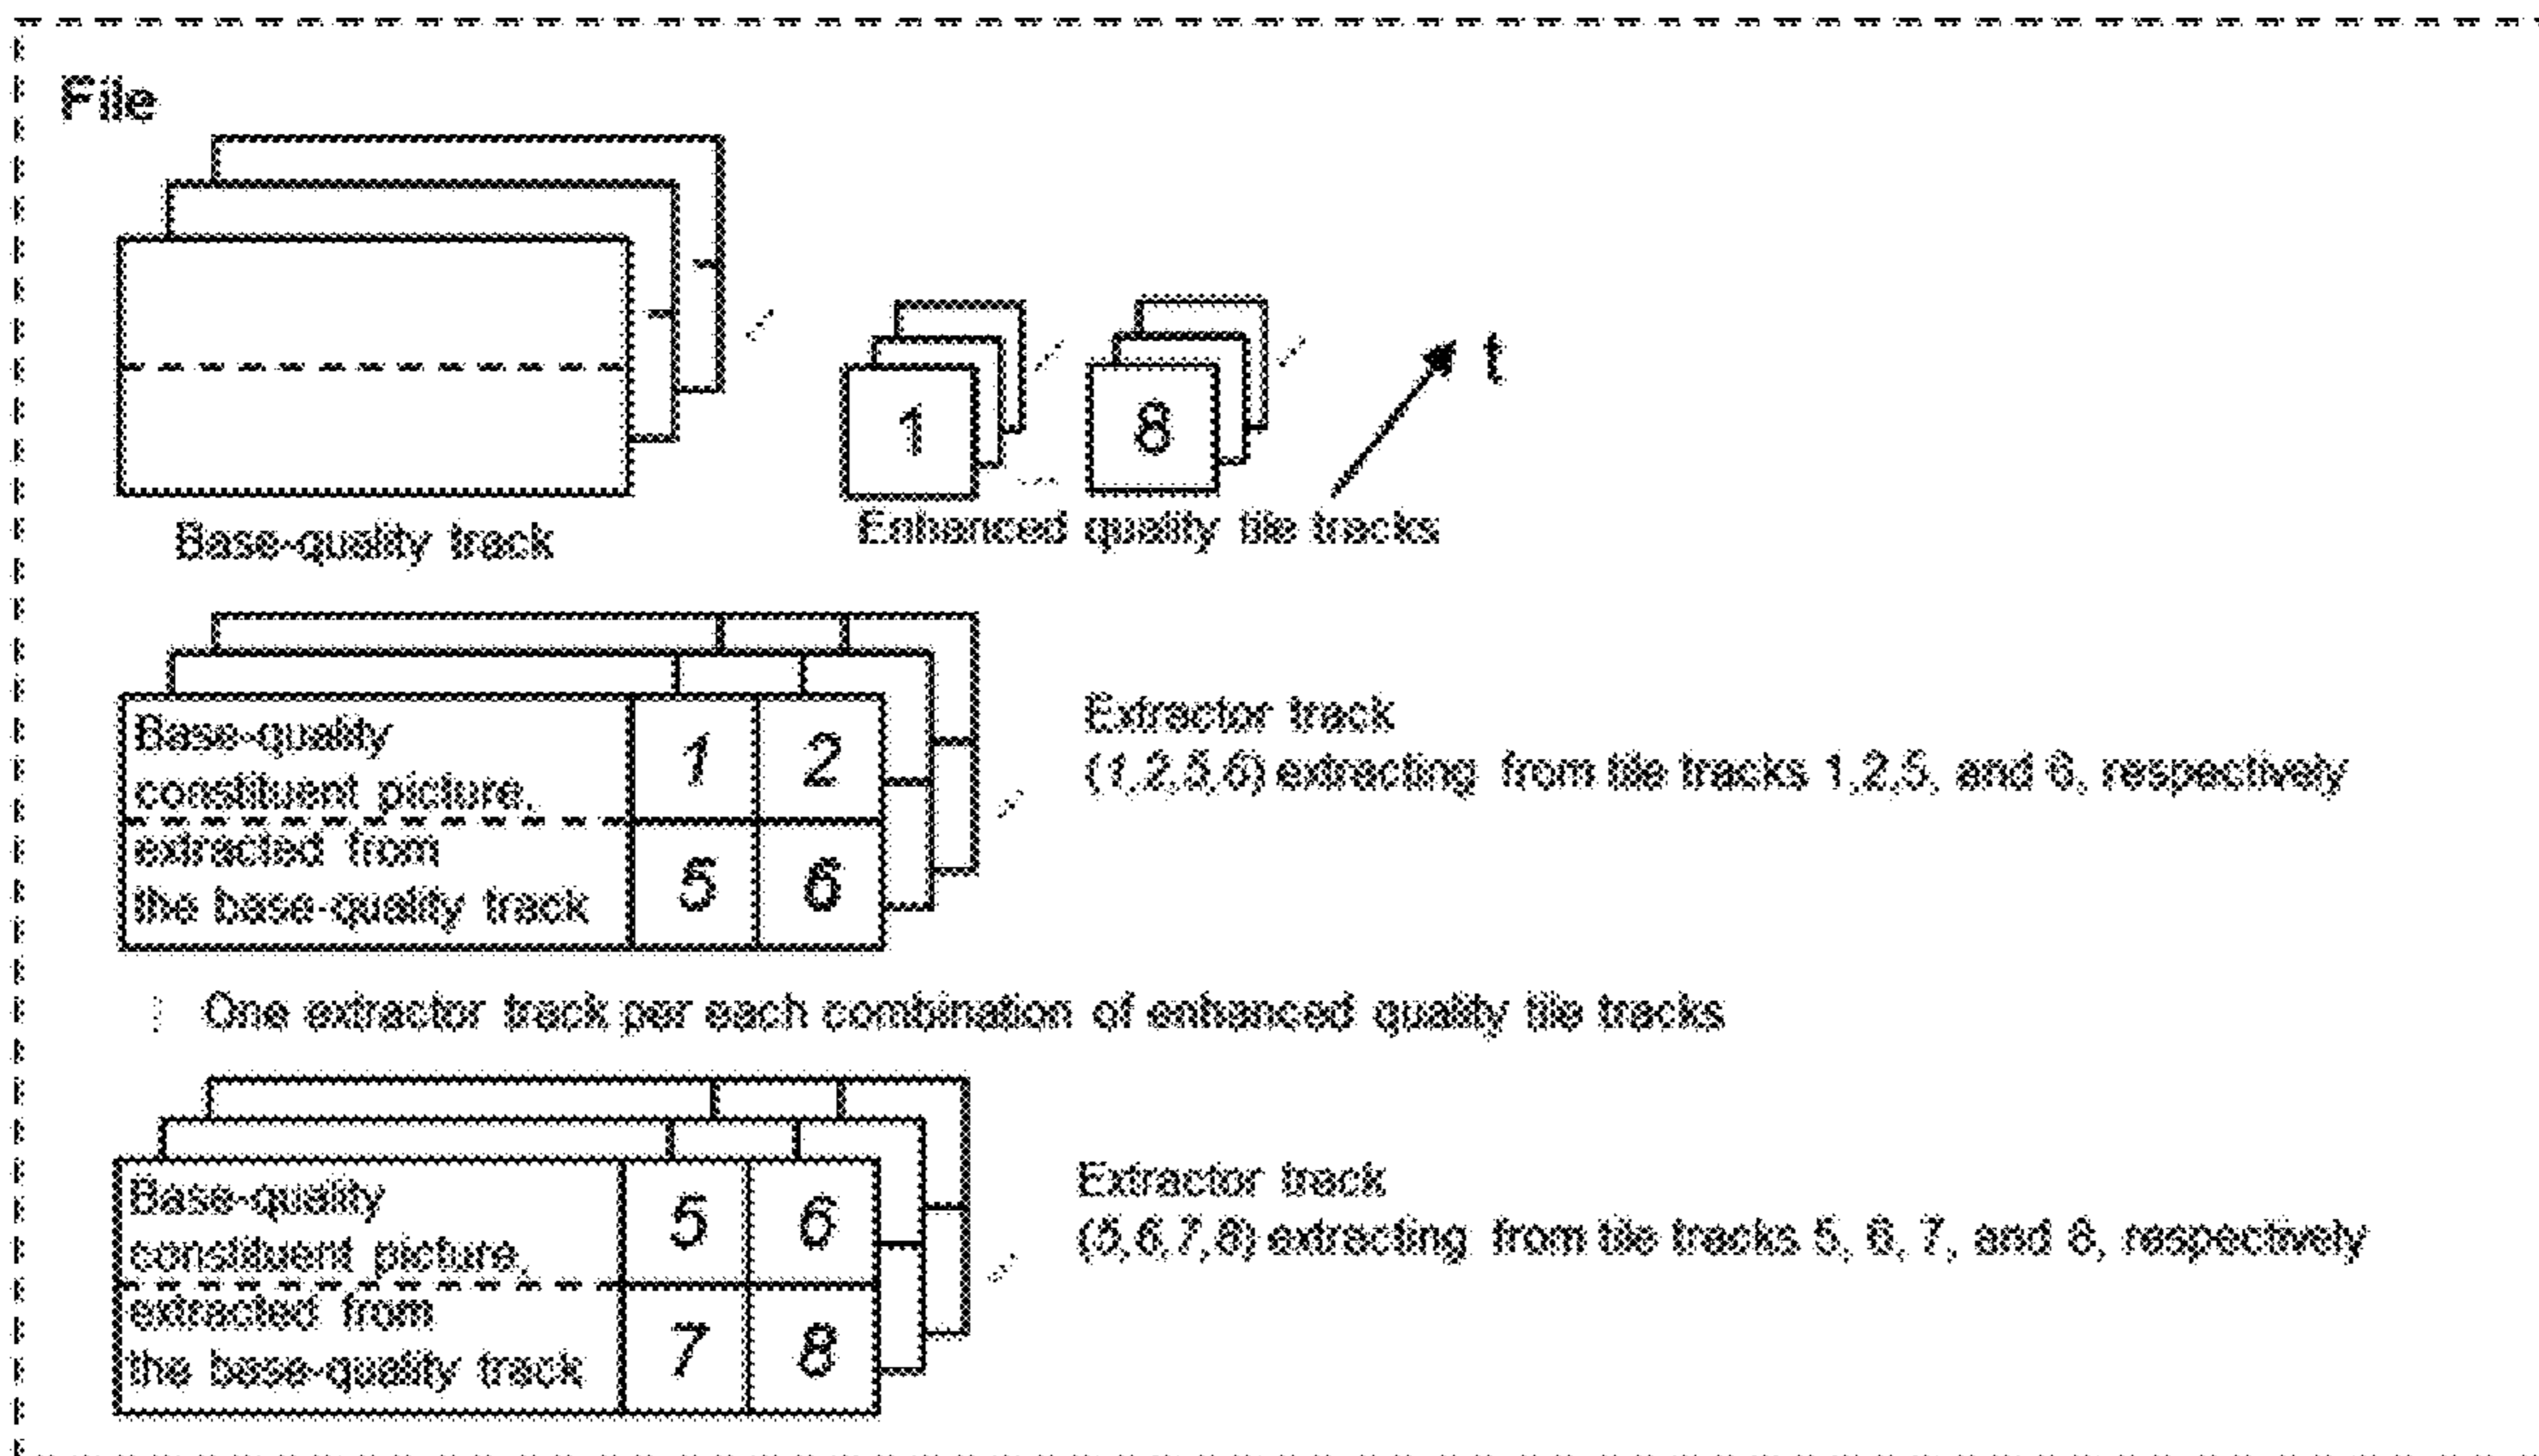 File
1
8
t
Base-quality track
Enhanced quality tile tracks
Base-quality
constituent picture,
extracted from
the base-quality track
1 2
5 6
Extractor track
(1,2,5,6) extracting from tile tracks 1,2,5, and 6, respectively
One extractor track per each combination of enhanced quality tile tracks
Base-quality
constituent picture,
extracted from
the base-quality track
5 6
7 8
Extractor track
(5,6,7,8) extracting from tile tracks 5, 6, 7, and 8, respectively